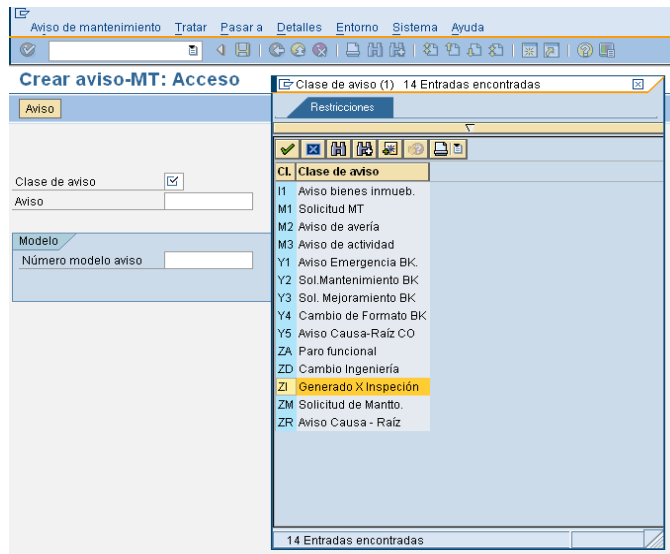 Aviso de mantenimiento Tratar Pasar a Detalles Entorno Sistema Ayuda
Crear aviso-MT: Acceso
Aviso
Clase de aviso
Aviso
Modelo
Número modelo aviso
Clase de aviso (1) 14 Entradas encontradas
Restricciones
Cl. Clase de aviso
I1 Aviso bienes inmueb.
M1 Solicitud MT
M2 Aviso de avería
M3 Aviso de actividad
Y1 Aviso Emergencia BK.
Y2 Sol.Mantenimiento BK
Y3 Sol. Mejoramiento BK
Y4 Cambio de Formato BK
Y5 Aviso Causa-Raíz CO
ZA Paro funcional
ZD Cambio Ingeniería
ZI Generado X Inspeción
ZM Solicitud de Mantto.
ZR Aviso Causa - Raíz
14 Entradas encontradas